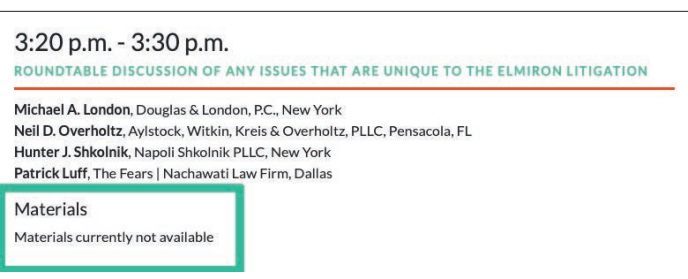 3:20 p.m. - 3:30 p.m.
ROUNDTABLE DISCUSSION OF ANY ISSUES THAT ARE UNIQUE TO THE ELMIRON LITIGATION
Michael A. London, Douglas & London, P.C., New York
Neil D. Overholtz, Aylstock, Witkin, Kreis & Overholtz, PLLC, Pensacola, FL
Hunter J. Shkolnik, Napoli Shkolnik PLLC, New York
Patrick Luff, The Fears | Nachawati Law Firm, Dallas
Materials
Materials currently not available